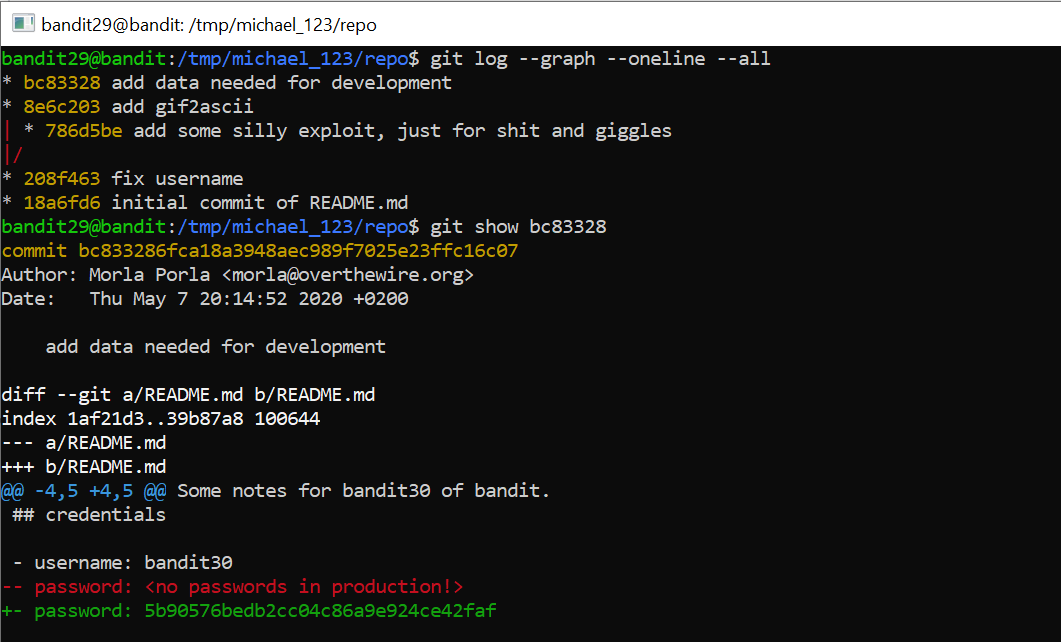 bandit29@bandit: /tmp/michael_123/repo
bandit29@bandit:/tmp/michael_123/repo$ git log --graph --oneline --all
* bc83328 add data needed for development
* 8e6c203 add gif2ascii
| * 786d5be add some silly exploit, just for shit and giggles
|/
* 208f463 fix username
* 18a6fd6 initial commit of README.md
bandit29@bandit:/tmp/michael_123/repo$ git show bc83328
commit bc833286fca18a3948aec989f7025e23ffc16c07
Author: Morla Porla <morla@overthewire.org>
Date:   Thu May 7 20:14:52 2020 +0200
    add data needed for development
diff --git a/README.md b/README.md
index 1af21d3..39b87a8 100644
--- a/README.md
+++ b/README.md
@@ -4,5 +4,5 @@ Some notes for bandit30 of bandit.
 ## credentials
 - username: bandit30
-- password: <no passwords in production!>
+- password: 5b90576bedb2cc04c86a9e924ce42faf